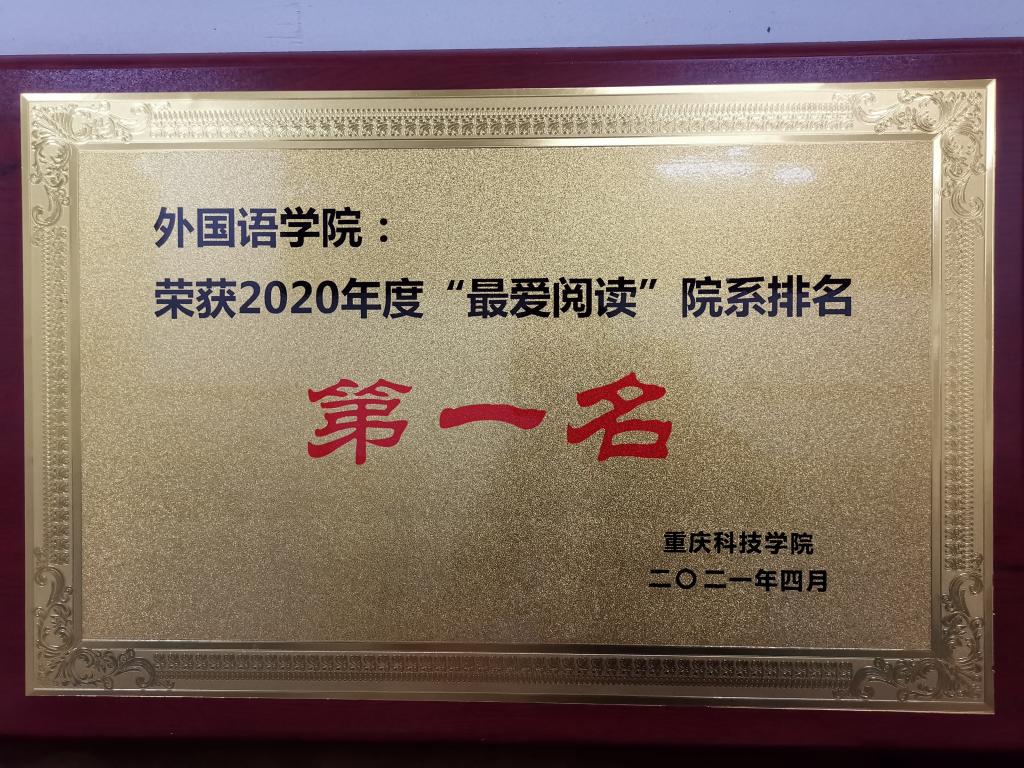 外国语学院：
荣获2020年度“最爱阅读”院系排名
第一名
重庆科技学院
二〇二一年四月